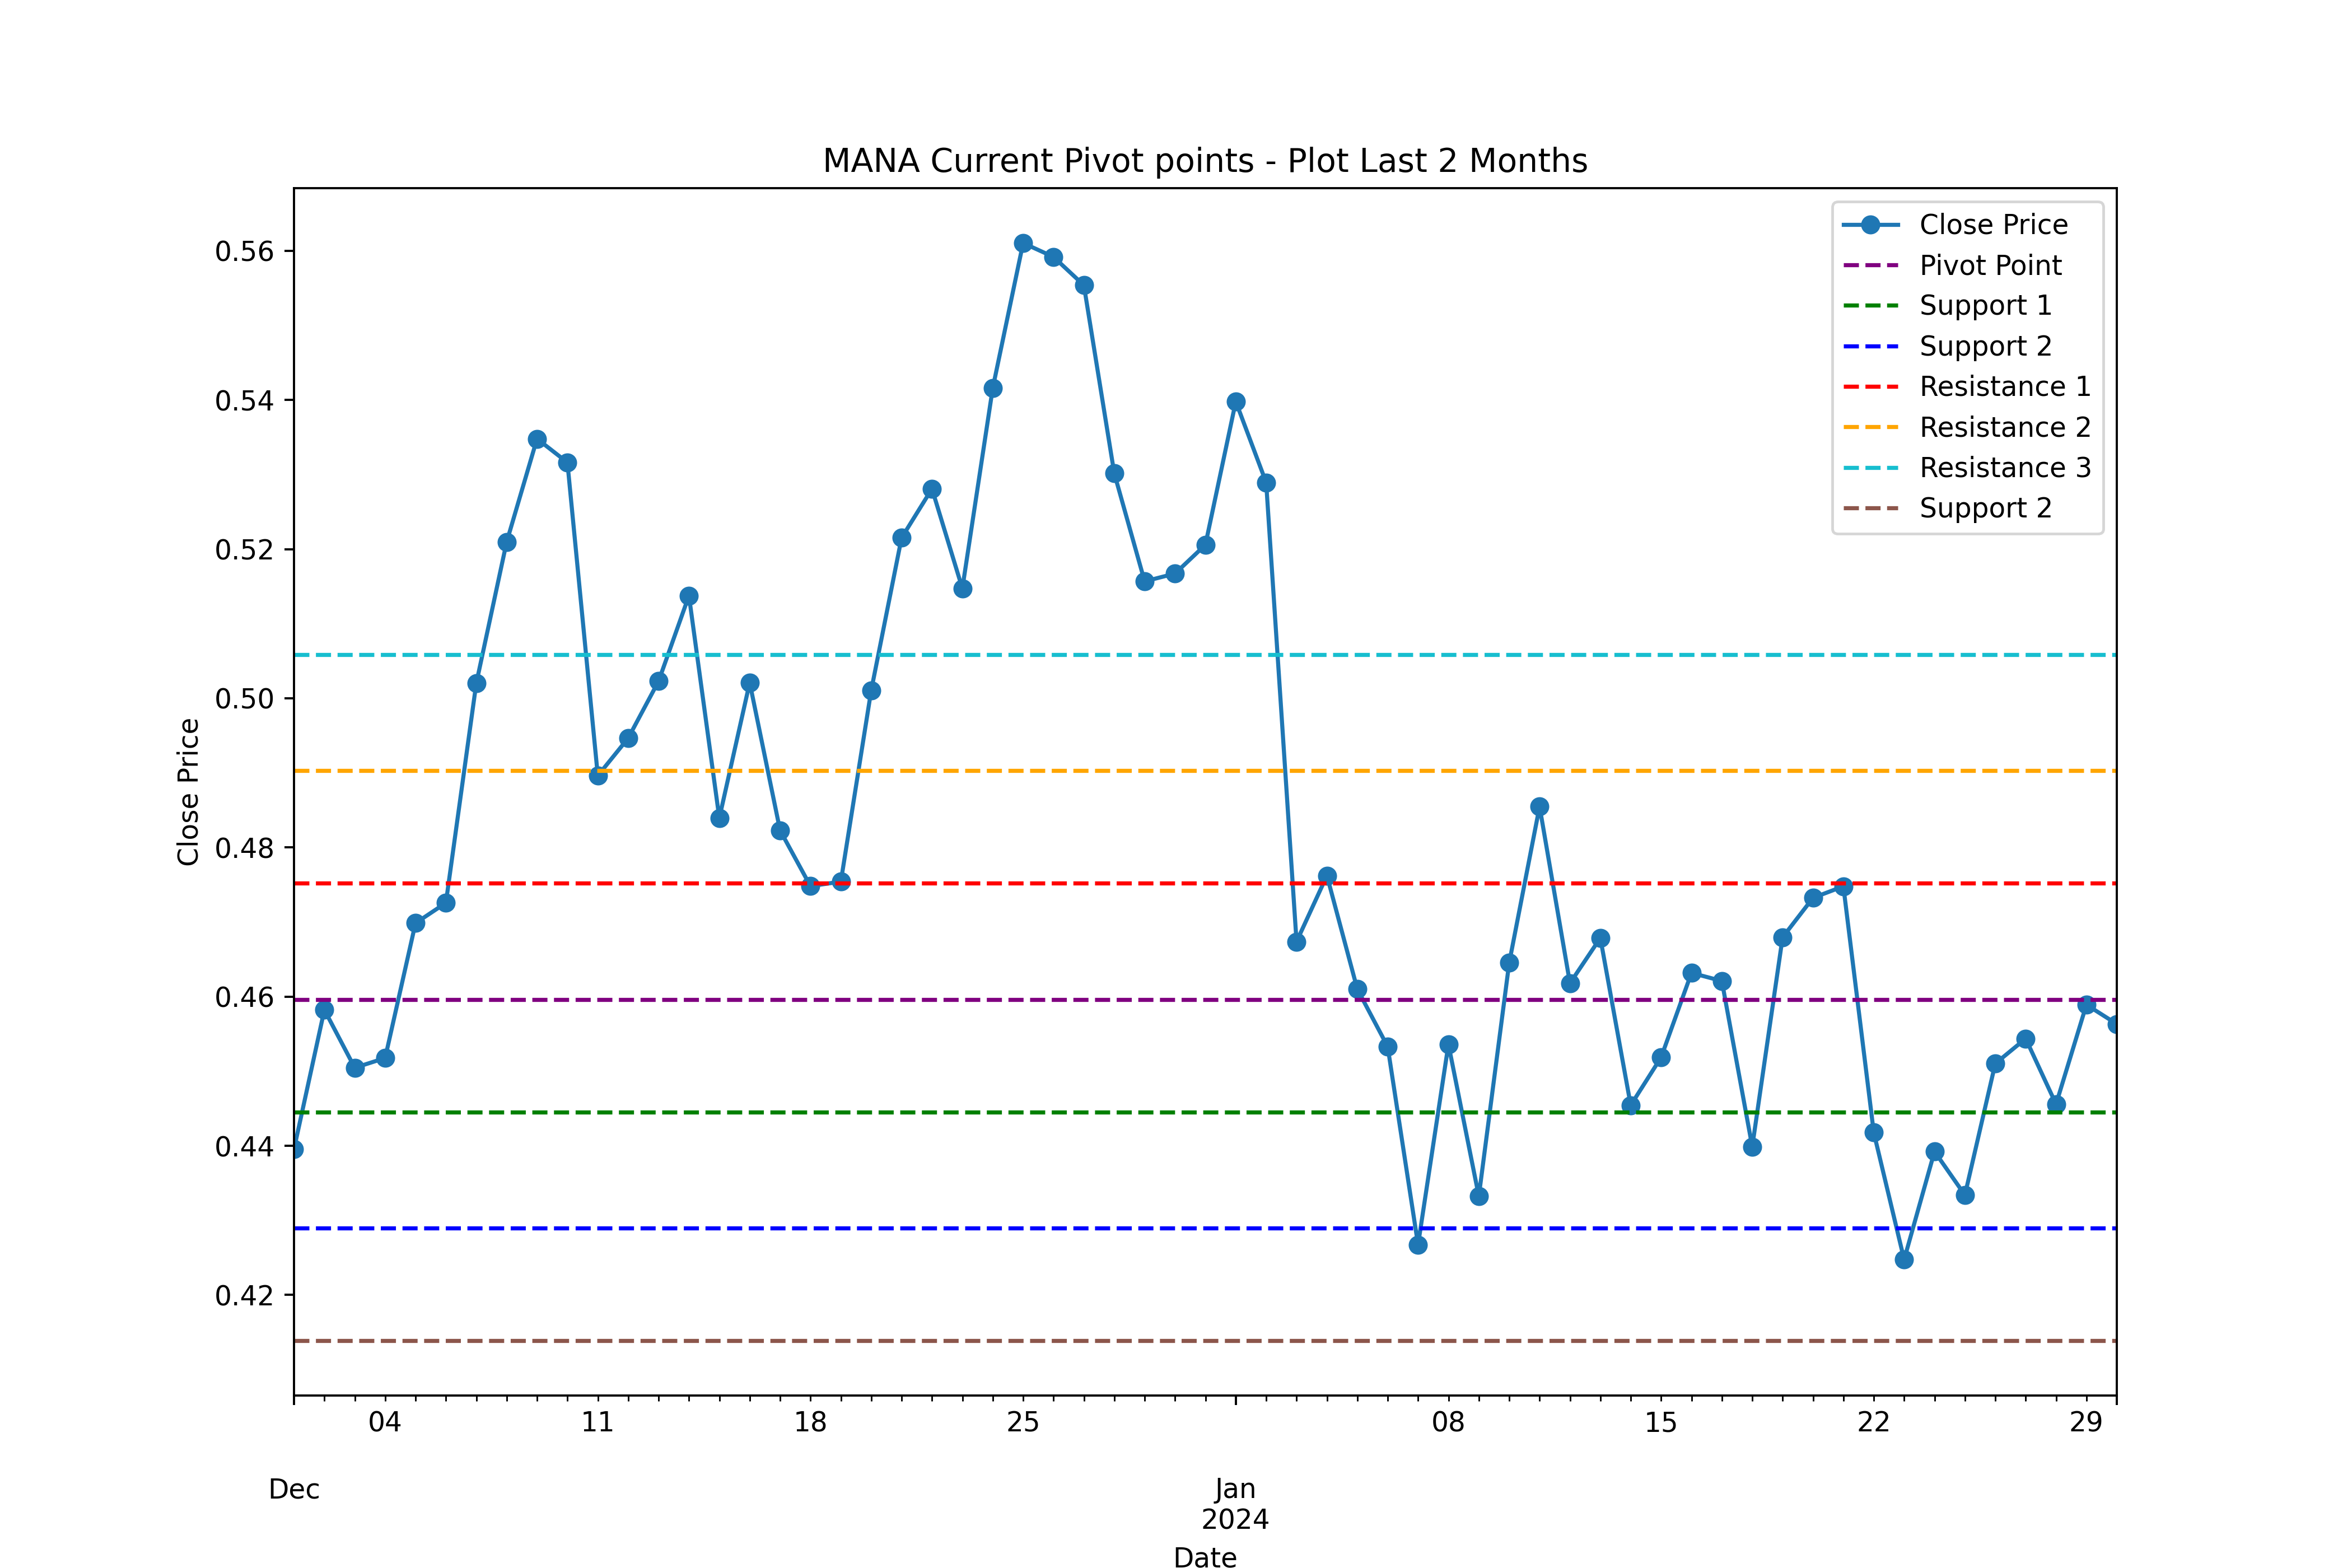 MANA Current Pivot points - Plot Last 2 Months
Close Price
Pivot Point
Support 1
Support 2
Resistance 1
Resistance 2
Resistance 3
Support 2
0.56
0.54
0.52
0.50
0.48
0.46
0.44
0.42
Close Price
04 11 18 25 08 15 22 29
Dec Jan
2024
Date